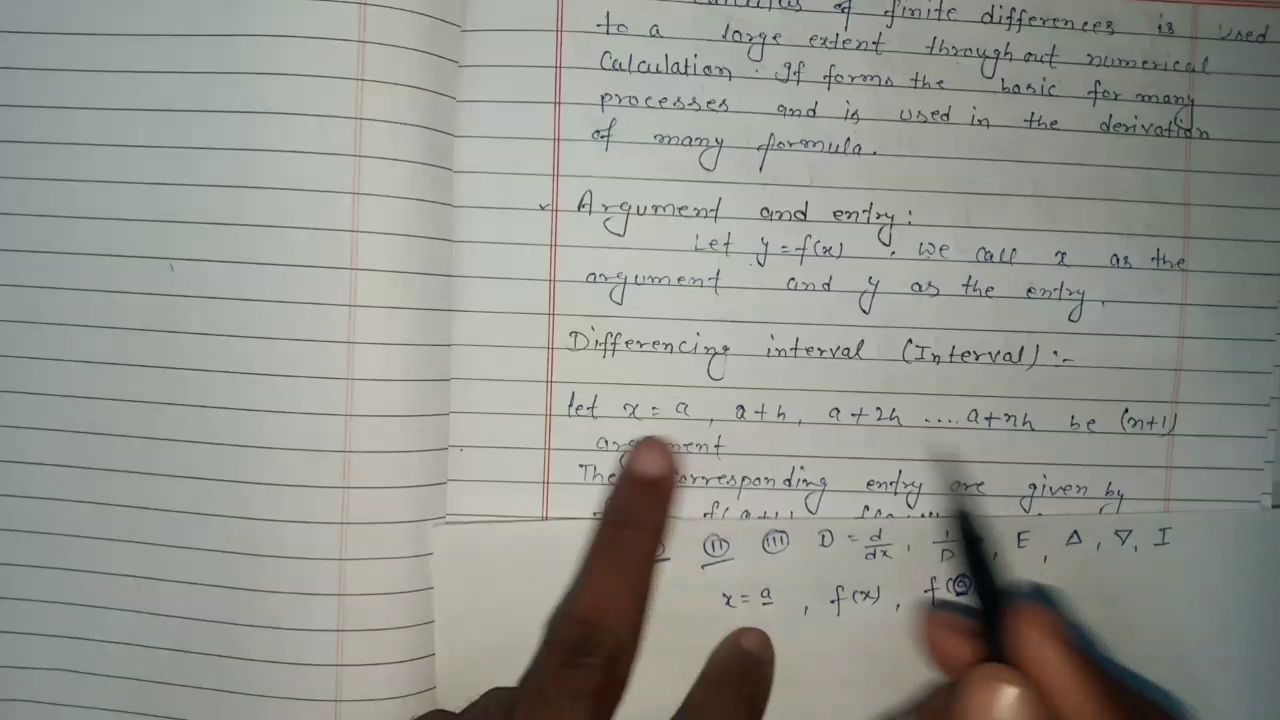 of finite differences is used
to a large extent throughout numerical
Calculation. If forms the basic for many
processes and is used in the derivation
of many formula.
Argument and entry:
Let y=f(x), we call x as the
argument and y as the entry.
Differencing interval (Interval) :-
let x = a, a+h, a+2h ....a+nh be (n+1)
The corresponding entry are given by
(II) (III) D = d/dx, E, Δ, ∇, I
x = a, f(x),